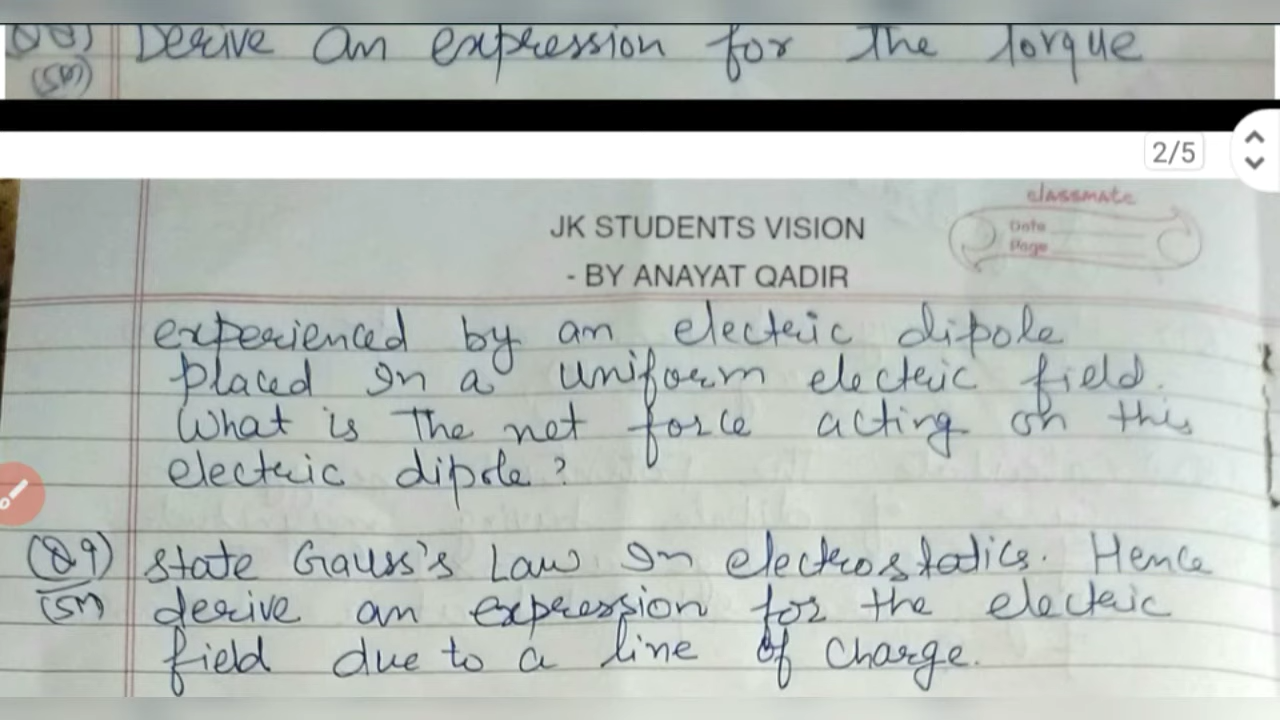 (Q8) Derive an expression for the torque
(5M)
2/5
classmate
Date
Page
JK STUDENTS VISION
- BY ANAYAT QADIR
experienced by an electric dipole
placed in a uniform electric field.
What is the net force acting on this
electric dipole?
(Q9) State Gauss's Law in electrostatics. Hence
(5M) derive an expression for the electric
field due to a line of charge.